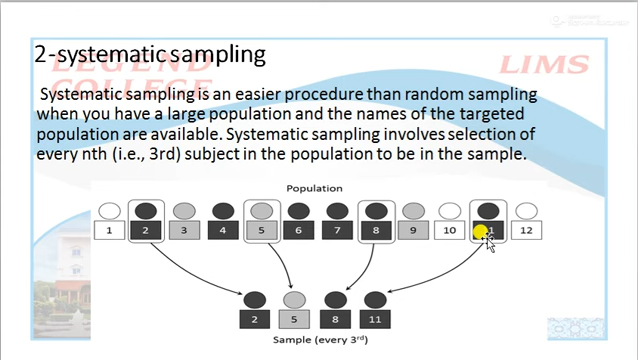 2-systematic sampling
LEGEND
COLLEGE
LIMS
Systematic sampling is an easier procedure than random sampling
when you have a large population and the names of the targeted
population are available. Systematic sampling involves selection of
every nth (i.e., 3rd) subject in the population to be in the sample.
Population
1 2 3 4 5 6 7 8 9 10 11 12
2 5 8 11
Sample (every 3rd)